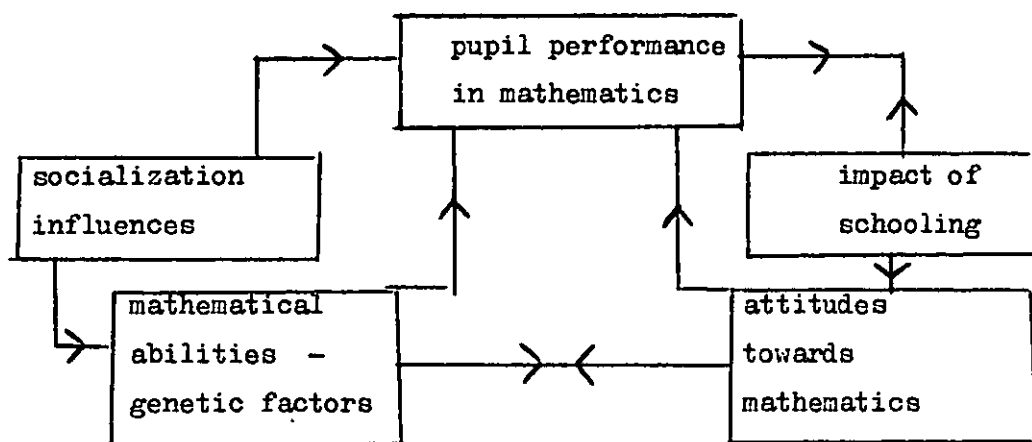 pupil performance
in mathematics
socialization
influences
impact of
schooling
mathematical
abilities -
genetic factors
attitudes
towards
mathematics